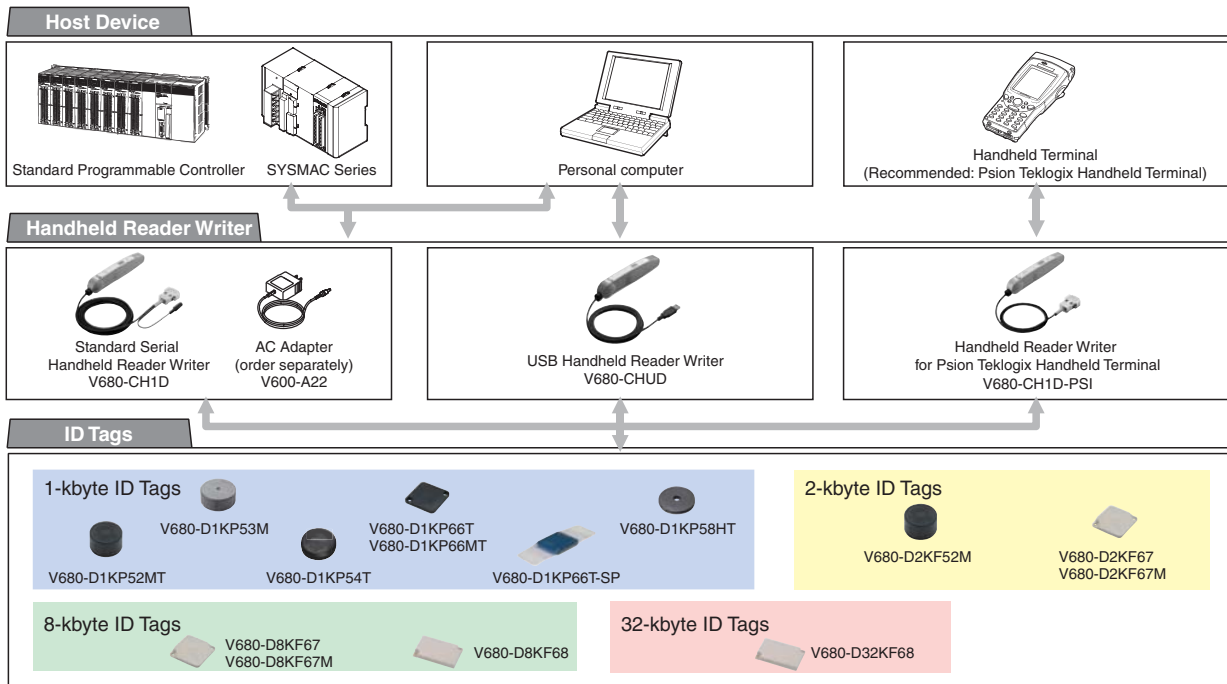 Host Device
Standard Programmable Controller
SYSMAC Series
Personal computer
Handheld Terminal
(Recommended: Psion Teklogix Handheld Terminal)
Handheld Reader Writer
Standard Serial
Handheld Reader Writer
V680-CH1D
AC Adapter
(order separately)
V600-A22
USB Handheld Reader Writer
V680-CHUD
Handheld Reader Writer
for Psion Teklogix Handheld Terminal
V680-CH1D-PSI
ID Tags
1-kbyte ID Tags
V680-D1KP53M
V680-D1KP66T
V680-D1KP66MT
V680-D1KP58HT
V680-D1KP52MT
V680-D1KP54T
V680-D1KP66T-SP
2-kbyte ID Tags
V680-D2KF52M
V680-D2KF67
V680-D2KF67M
8-kbyte ID Tags
V680-D8KF67
V680-D8KF67M
V680-D8KF68
32-kbyte ID Tags
V680-D32KF68